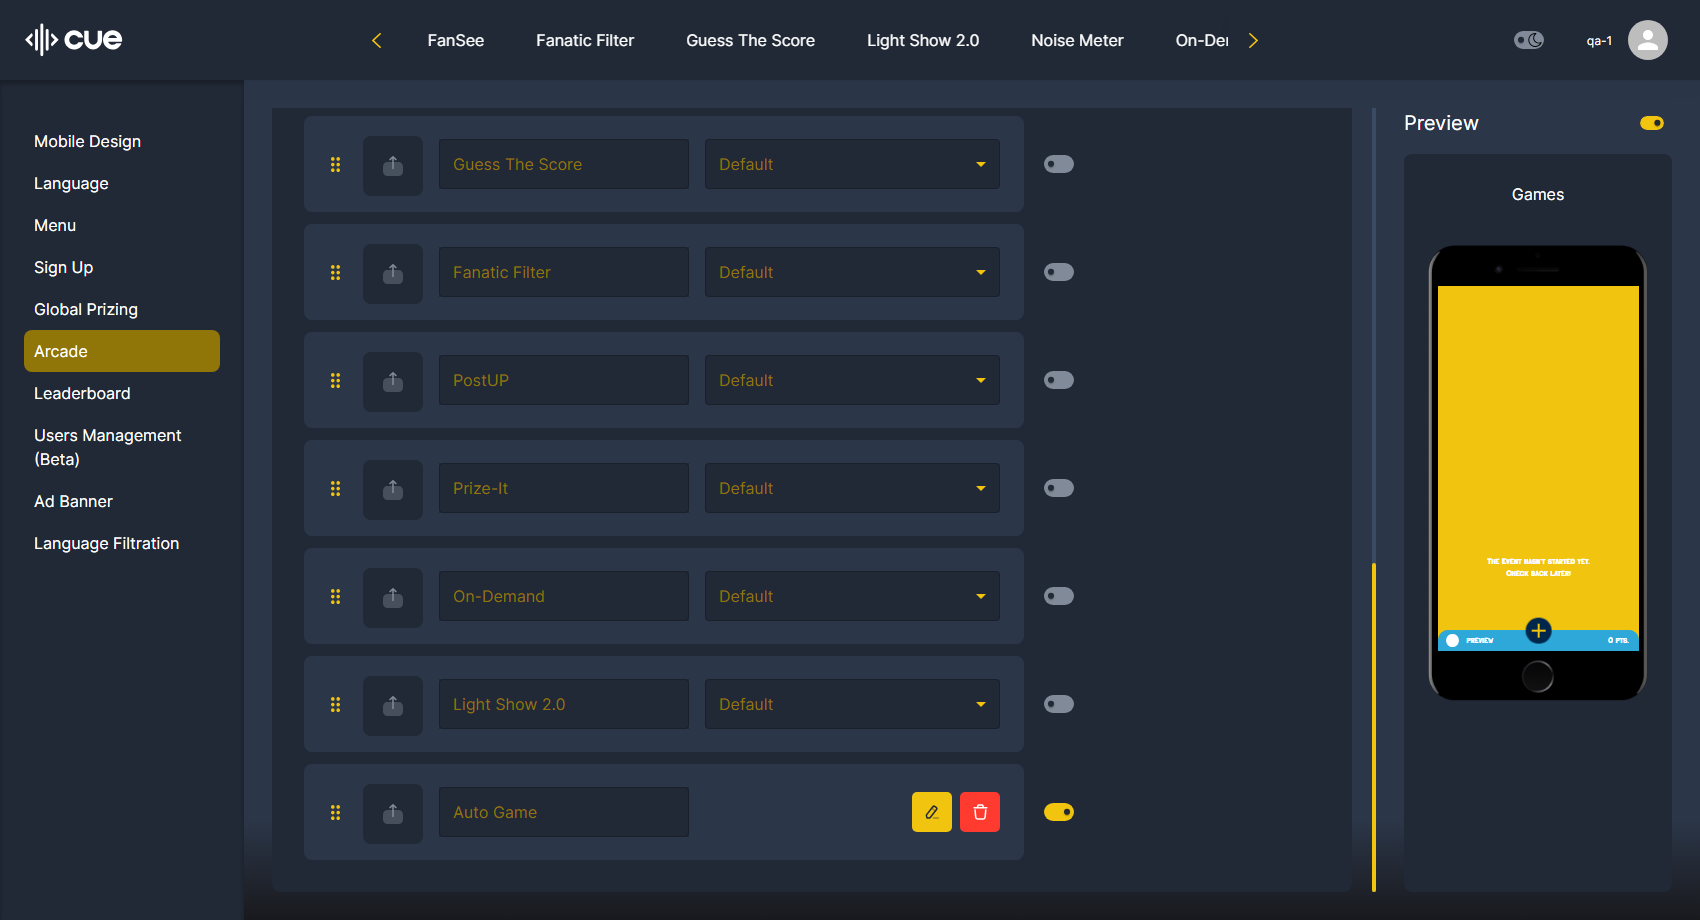 cue
FanSee
Fanatic Filter
Guess The Score
Light Show 2.0
Noise Meter
On-De
qa-1
Mobile Design
Language
Menu
Sign Up
Global Prizing
Arcade
Leaderboard
Users Management
(Beta)
Ad Banner
Language Filtration
Guess The Score
Default
Fanatic Filter
Default
PostUP
Default
Prize-It
Default
On-Demand
Default
Light Show 2.0
Default
Auto Game
Preview
Games
The Event hasn't started yet.
Check back later!
PREVIEW
0 PTS.